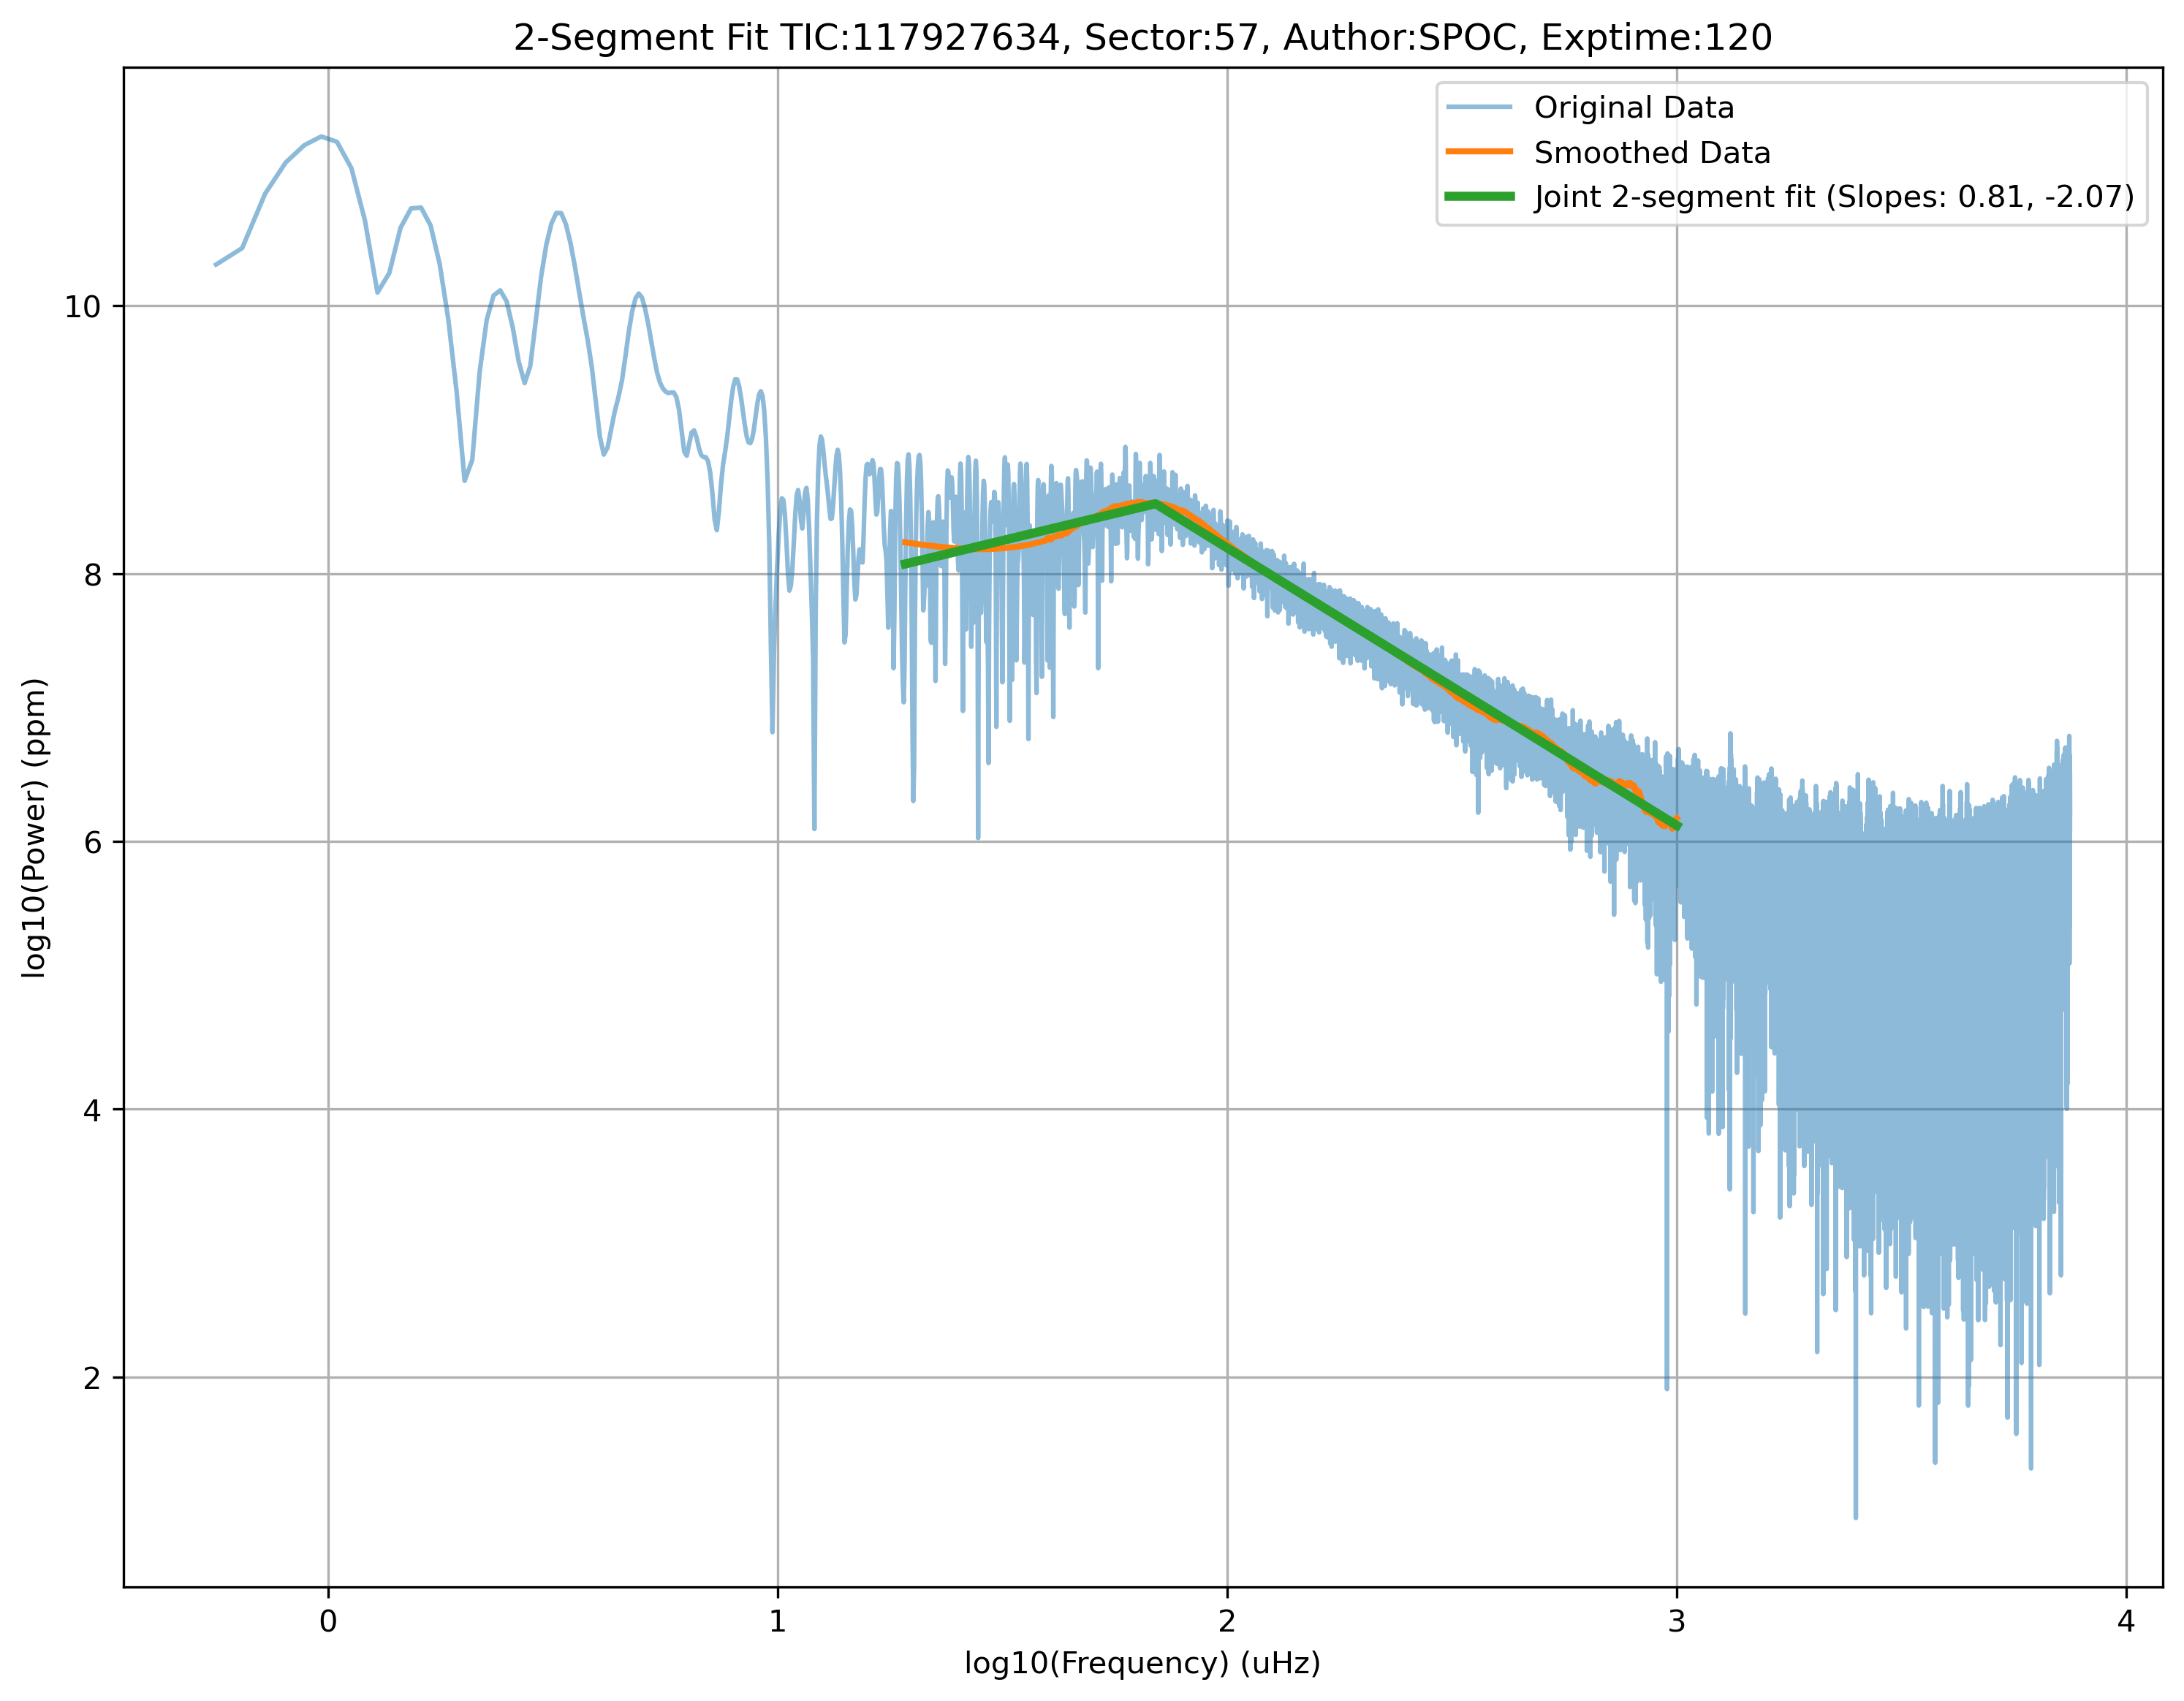 2-Segment Fit TIC:117927634, Sector:57, Author:SPOC, Exptime:120
Original Data
Smoothed Data
Joint 2-segment fit (Slopes: 0.81, -2.07)
10
8
6
4
2
log10(Power) (ppm)
0 1 2 3 4
log10(Frequency) (uHz)